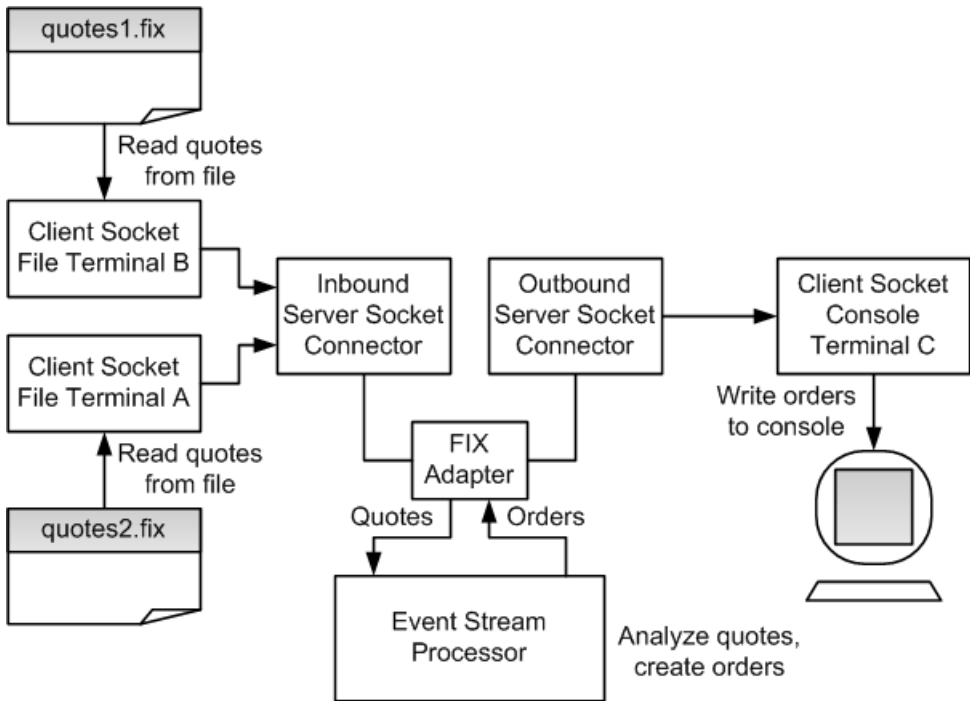 quotes1.fix
Read quotes
from file
Client Socket
File Terminal B
Client Socket
File Terminal A
Read quotes
from file
quotes2.fix
Inbound
Server Socket
Connector
Outbound
Server Socket
Connector
Client Socket
Console
Terminal C
Write orders
to console
FIX
Adapter
Quotes
Orders
Event Stream
Processor
Analyze quotes,
create orders